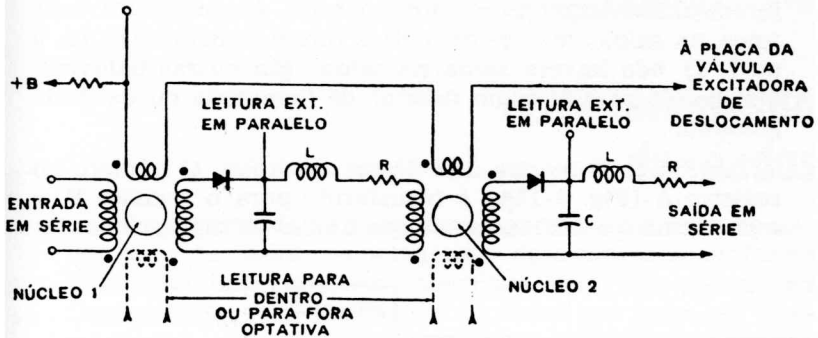 +B
À PLACA DA
VÁLVULA
EXCITADORA
DE
DESLOCAMENTO
LEITURA EXT.
EM PARALELO
LEITURA EXT.
EM PARALELO
L
R
L
R
C
ENTRADA
EM SÉRIE
SAÍDA EM
SÉRIE
NÚCLEO 1
LEITURA PARA
DENTRO
OU PARA FORA
OPTATIVA
NÚCLEO 2